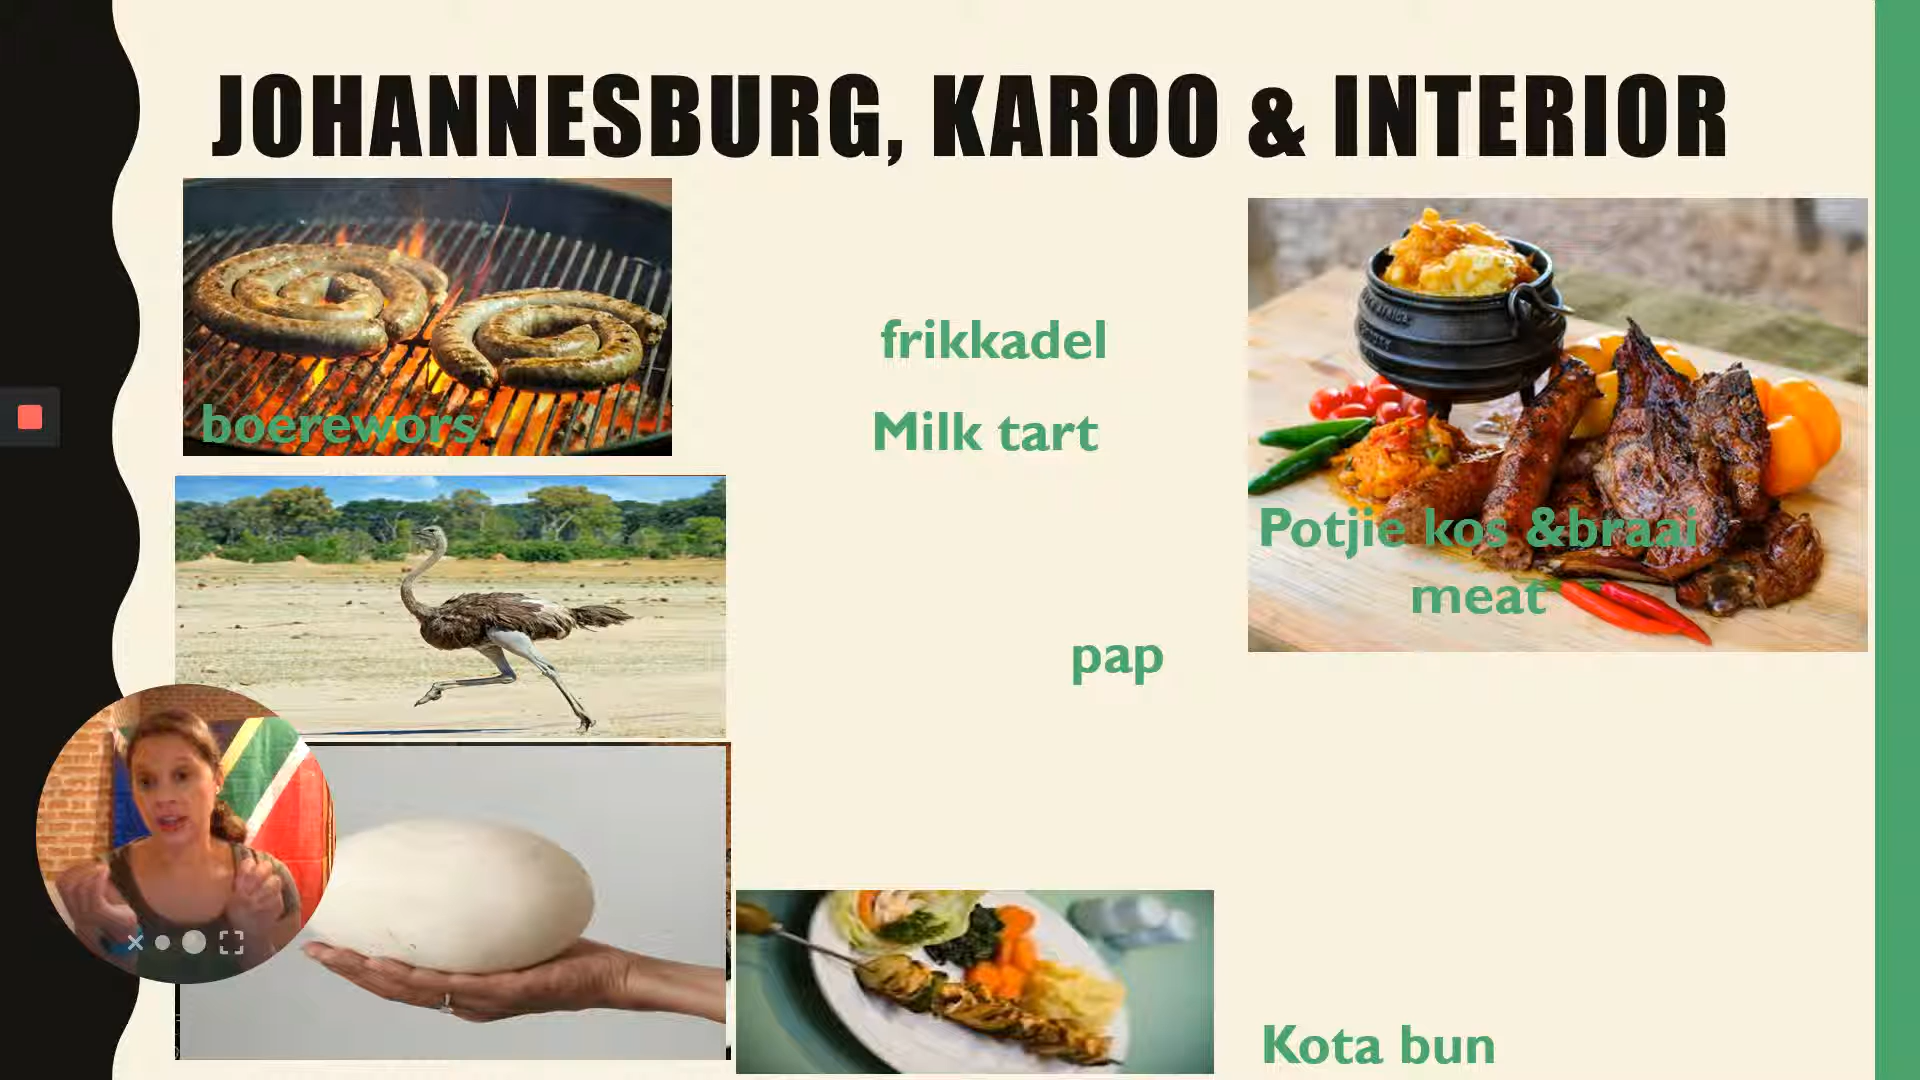 JOHANNESBURG, KAROO & INTERIOR
boerewors
frikkadel
Milk tart
Potjie kos &braai
meat
pap
Kota bun